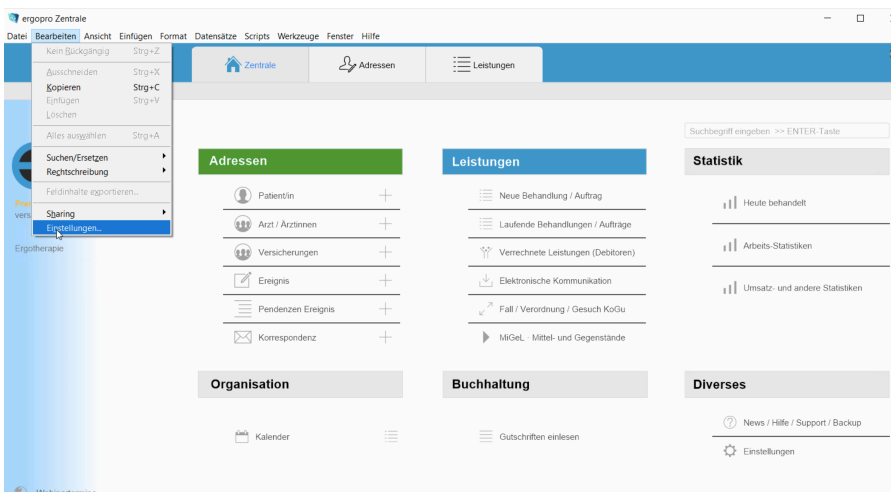 ergopro Zentrale
Datei Bearbeiten Ansicht Einfügen Format Datensätze Scripts Werkzeuge Fenster Hilfe
Kein Rückgängig Strg+Z
Ausschneiden Strg+X
Kopieren Strg+C
Einfügen Strg+V
Löschen
Alles auswählen Strg+A
Suchen/Ersetzen
Rechtschreibung
Feldinhalte exportieren...
Sharing
Einstellungen...
Zentrale
Adressen
Leistungen
vers
Ergotherapie
Suchbegriff eingeben >> ENTER-Taste
Adressen
Patient/in
Arzt / Ärztinnen
Versicherungen
Ereignis
Pendenzen Ereignis
Korrespondenz
Leistungen
Neue Behandlung / Auftrag
Laufende Behandlungen / Aufträge
Verrechnete Leistungen (Debitoren)
Elektronische Kommunikation
Fall / Verordnung / Gesuch KoGu
MiGeL - Mittel- und Gegenstände
Statistik
Heute behandelt
Arbeits-Statistiken
Umsatz- und andere Statistiken
Organisation
Kalender
Buchhaltung
Gutschriften einlesen
Diverses
News / Hilfe / Support / Backup
Einstellungen